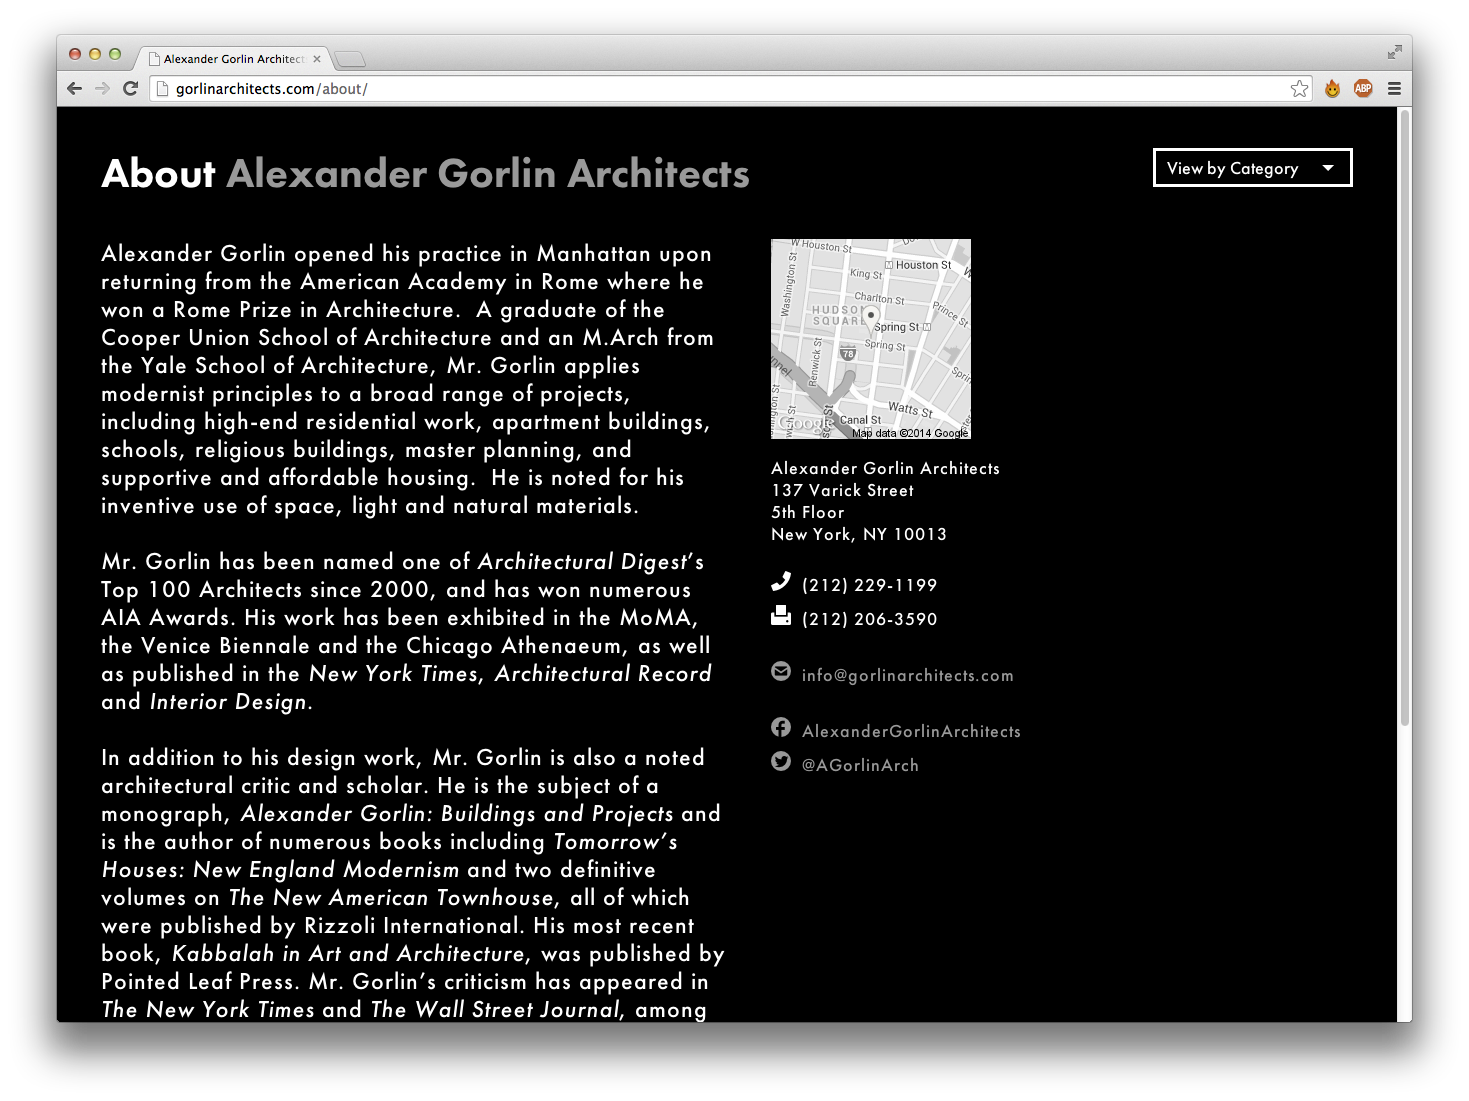 Alexander Gorlin Architect
gorlinarchitects.com/about/
ABP
About Alexander Gorlin Architects
View by Category
Alexander Gorlin opened his practice in Manhattan upon
returning from the American Academy in Rome where he
won a Rome Prize in Architecture.  A graduate of the
Cooper Union School of Architecture and an M.Arch from
the Yale School of Architecture, Mr. Gorlin applies
modernist principles to a broad range of projects,
including high-end residential work, apartment buildings,
schools, religious buildings, master planning, and
supportive and affordable housing.  He is noted for his
inventive use of space, light and natural materials.
Mr. Gorlin has been named one of Architectural Digest’s
Top 100 Architects since 2000, and has won numerous
AIA Awards. His work has been exhibited in the MoMA,
the Venice Biennale and the Chicago Athenaeum, as well
as published in the New York Times, Architectural Record
and Interior Design.
In addition to his design work, Mr. Gorlin is also a noted
architectural critic and scholar. He is the subject of a
monograph, Alexander Gorlin: Buildings and Projects and
is the author of numerous books including Tomorrow’s
Houses: New England Modernism and two definitive
volumes on The New American Townhouse, all of which
were published by Rizzoli International. His most recent
book, Kabbalah in Art and Architecture, was published by
Pointed Leaf Press. Mr. Gorlin’s criticism has appeared in
The New York Times and The Wall Street Journal, among
W Houston St
Houston St
King St
Washington St
Charlton St
Prince St
HUDSON
SQUARE
Spring St
Spring St
78
Renwick St
Watts St
Canal St
Google
Map data ©2014 Google
Alexander Gorlin Architects
137 Varick Street
5th Floor
New York, NY 10013
(212) 229-1199
(212) 206-3590
info@gorlinarchitects.com
AlexanderGorlinArchitects
@AGorlinArch